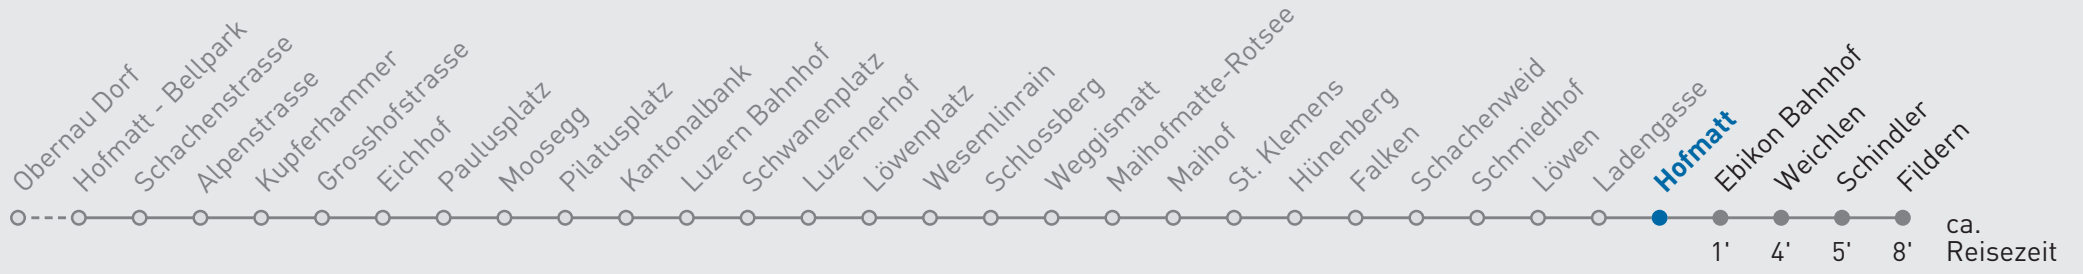 Obernau Dorf
Hofmatt - Bellpark
Schachenstrasse
Alpenstrasse
Kupferhammer
Grosshofstrasse
Eichhof
Paulusplatz
Moosegg
Pilatusplatz
Kantonalbank
Luzern Bahnhof
Schwanenplatz
Luzernerhof
Löwenplatz
Wesemlinrain
Schlossberg
Weggismatt
Maihofmatte-Rotsee
Maihof
St. Klemens
Hünenberg
Falken
Schachenweid
Schmiedhof
Löwen
Ladengasse
Hofmatt
Ebikon Bahnhof
Weichlen
Schindler
Fildern
ca.
1' 4' 5' 8' Reisezeit